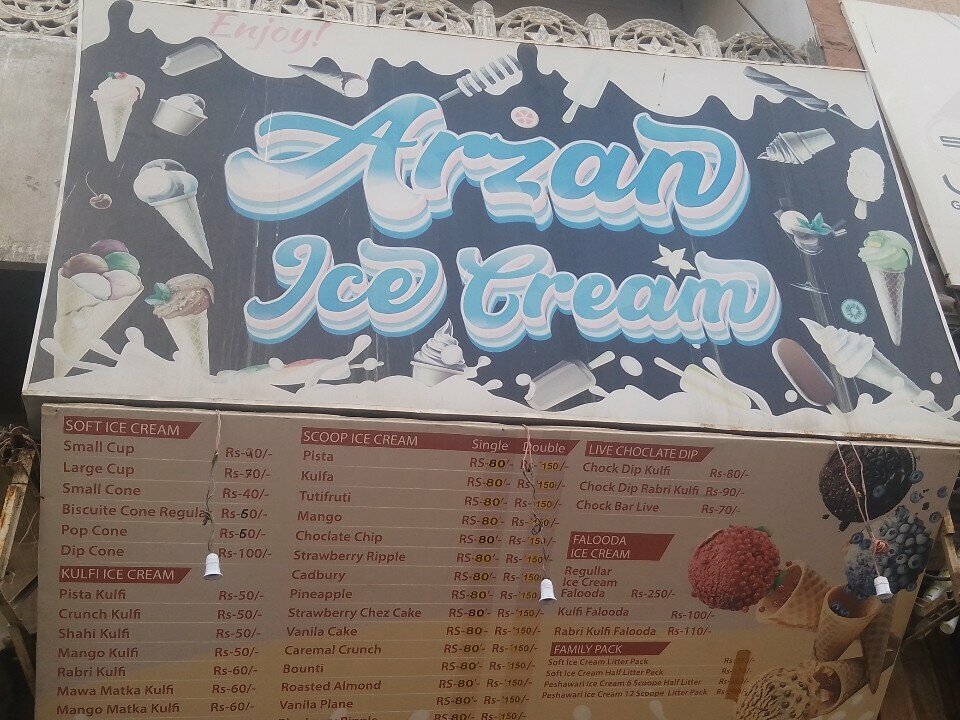 Enjoy!
Arzan
Ice Cream
SOFT ICE CREAM
Small Cup Rs-40/-
Large Cup Rs-70/-
Small Cone Rs-40/-
Biscuite Cone Regula Rs-50/-
Pop Cone Rs-60/-
Dip Cone Rs-100/-
KULFI ICE CREAM
Pista Kulfi Rs-50/-
Crunch Kulfi Rs-50/-
Shahi Kulfi Rs-50/-
Mango Kulfi Rs-50/-
Rabri Kulfi Rs-60/-
Mawa Matka Kulfi Rs-60/-
Mango Matka Kulfi Rs-60/-
SCOOP ICE CREAM Single Double
Pista RS-80/- Rs-150/-
Kulfa RS-80/- Rs-150/-
Tutifruti RS-80/- Rs-150/-
Mango RS-80/- Rs-150/-
Choclate Chip RS-80/- Rs-150/-
Strawberry Ripple RS-80/- Rs-150/-
Cadbury RS-80/- Rs-150/-
Pineapple RS-80/- Rs-150/-
Strawberry Chez Cake RS-80/- Rs-150/-
Vanila Cake RS-80/- Rs-150/-
Caremal Crunch RS-80/- Rs-150/-
Bounti RS-80/- Rs-150/-
Roasted Almond RS-80/- Rs-150/-
Vanila Plane RS-80/- Rs-150/-
RS-80/- Rs-150/-
LIVE CHOCLATE DIP
Chock Dip Kulfi Rs-80/-
Chock Dip Rabri Kulfi Rs-90/-
Chock Bar Live Rs-70/-
FALOODA
ICE CREAM
Regullar
Ice Cream
Falooda Rs-250/-
Kulfi Falooda Rs-100/-
Rabri Kulfi Falooda Rs-110/-
FAMILY PACK
Soft Ice Cream Litter Pack
Soft Ice Cream Half Litter Pack
Peshawari Ice Cream 6 Scoope Half Litter
Peshawari Ice Cream 12 Scoope Litter Pack